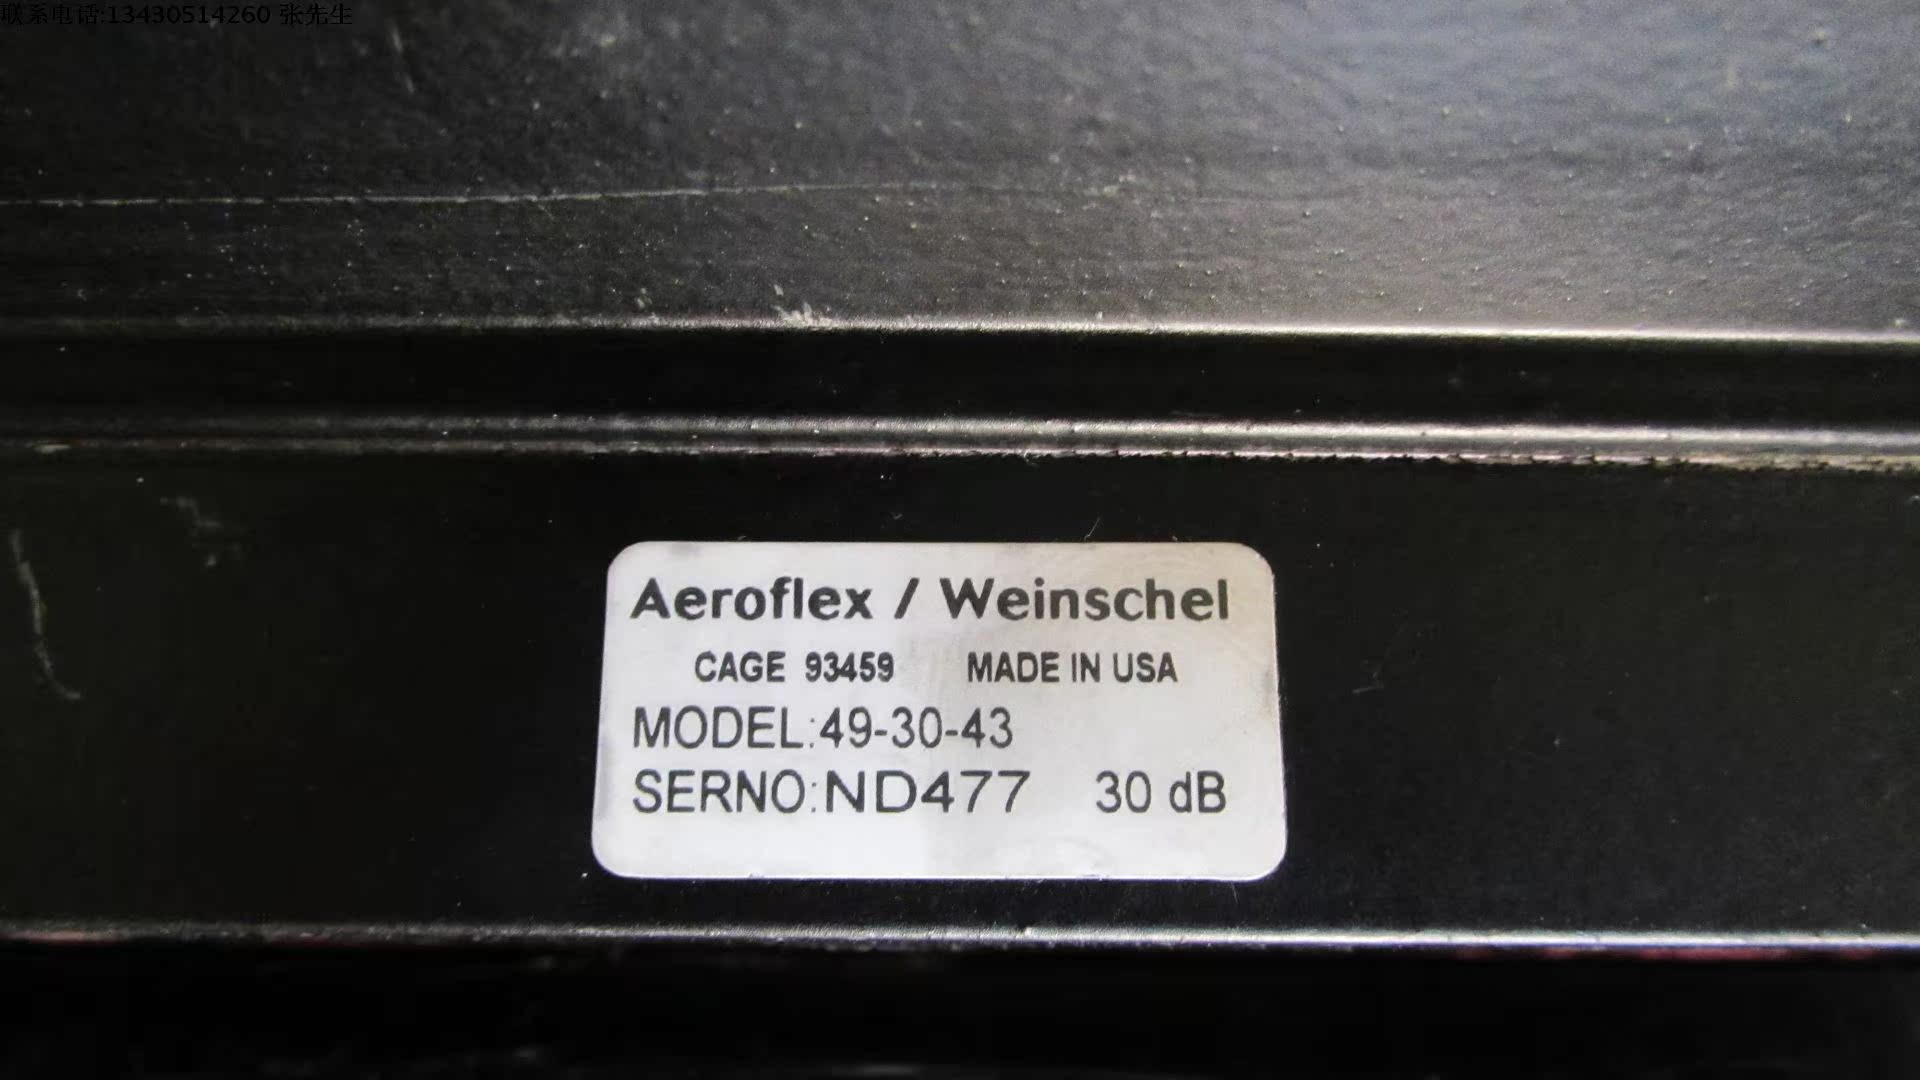 联系电话:13430514260 张先生
Aeroflex / Weinschel
CAGE 93459 MADE IN USA
MODEL:49-30-43
SERNO:ND477 30 dB